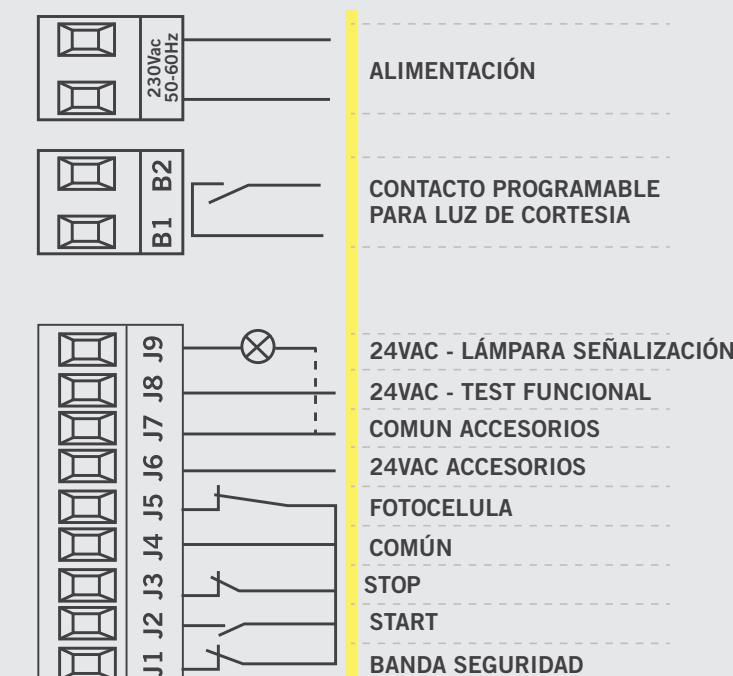 230Vac
50-60Hz
ALIMENTACIÓN
B2
B1
CONTACTO PROGRAMABLE
PARA LUZ DE CORTESIA
J9
24VAC - LÁMPARA SEÑALIZACIÓN
J8
24VAC - TEST FUNCIONAL
J7
COMUN ACCESORIOS
J6
24VAC ACCESORIOS
J5
FOTOCELULA
J4
COMÚN
J3
STOP
J2
START
J1
BANDA SEGURIDAD